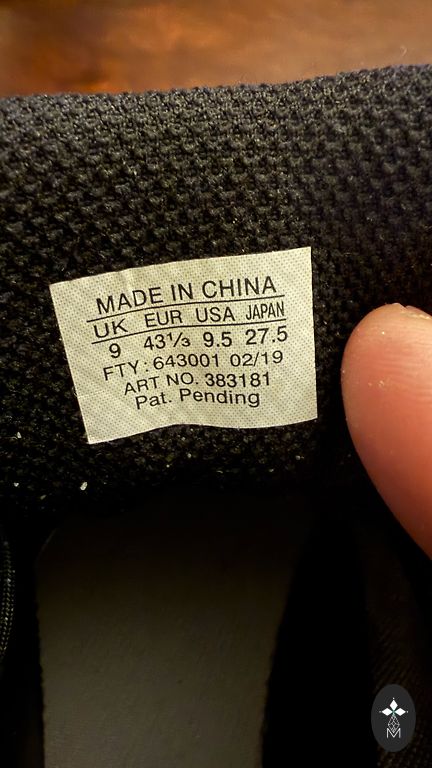 MADE IN CHINA
UK EUR USA JAPAN
9 43⅓ 9.5 27.5
FTY: 643001 02/19
ART NO. 383181
Pat. Pending
M